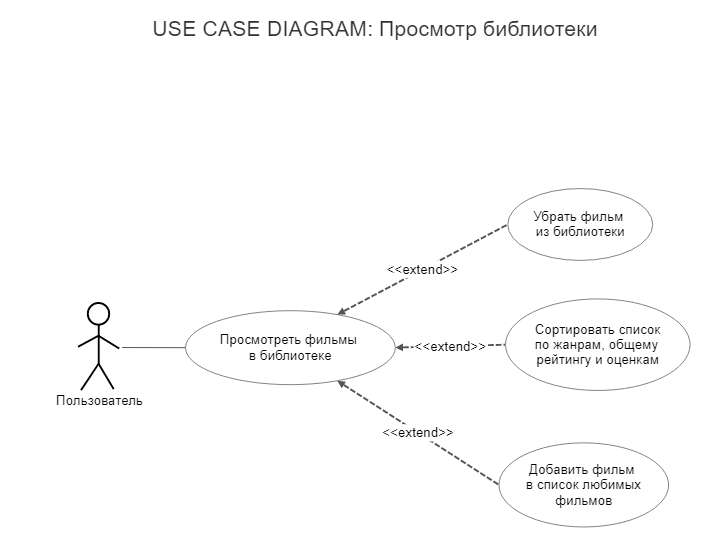 USE CASE DIAGRAM: Просмотр библиотеки
Убрать фильм
из библиотеки
<<extend>>
Просмотреть фильмы
в библиотеке
<<extend>>
Сортировать список
по жанрам, общему
рейтингу и оценкам
Пользователь
<<extend>>
Добавить фильм
в список любимых
фильмов